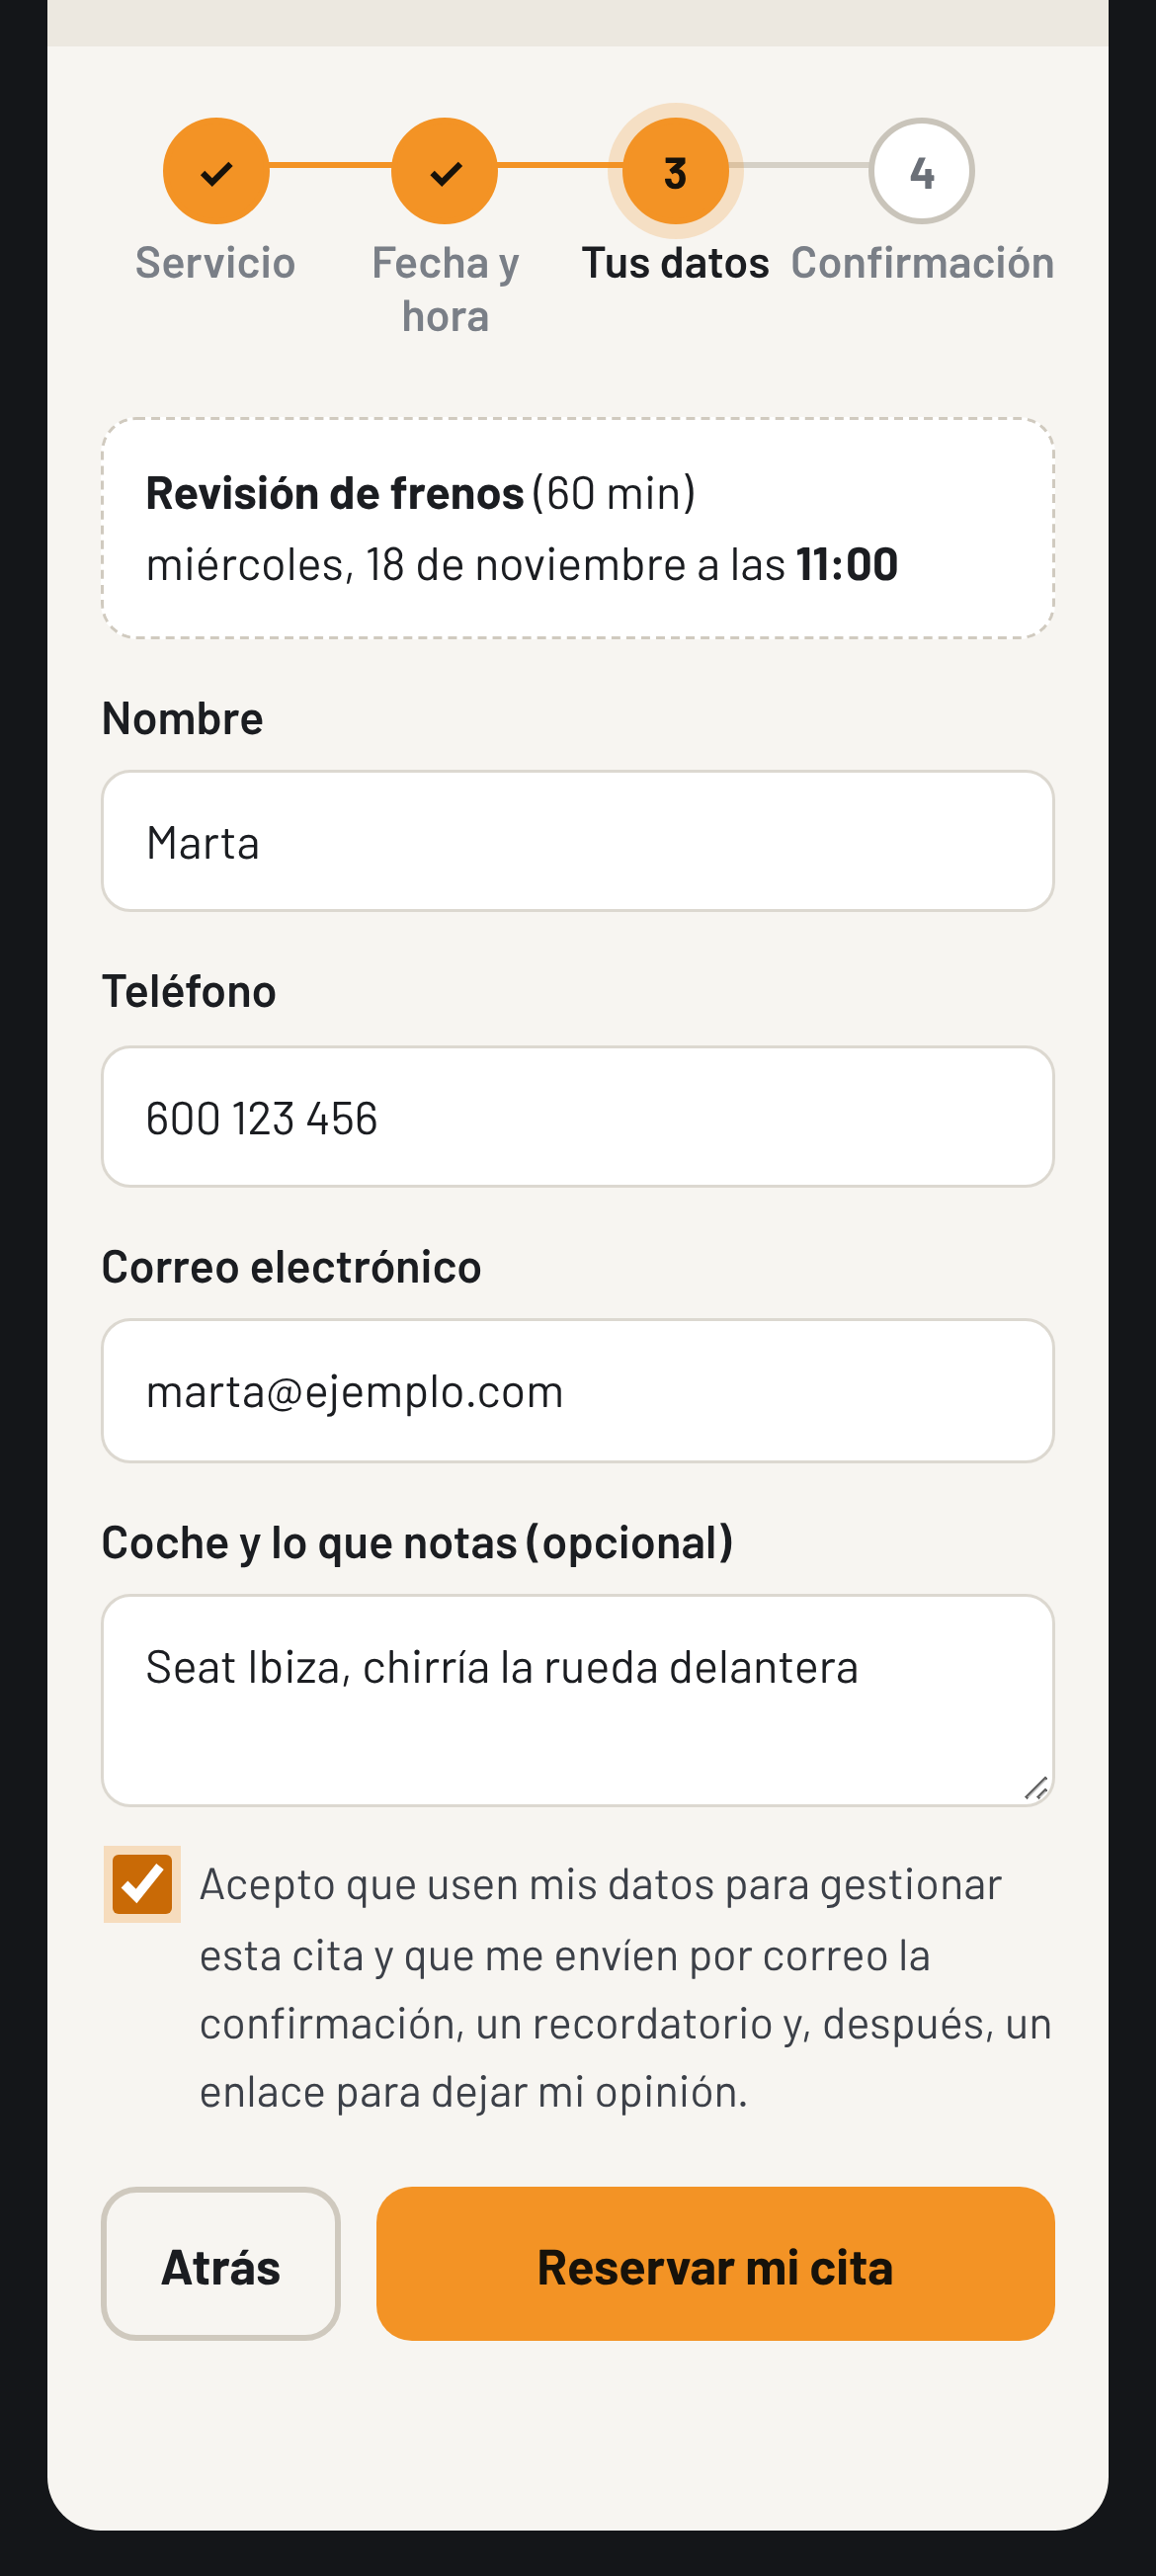 3
4
Servicio
Fecha y
hora
Tus datos
Confirmación
Revisión de frenos (60 min)
miércoles, 18 de noviembre a las 11:00
Nombre
Marta
Teléfono
600 123 456
Correo electrónico
marta@ejemplo.com
Coche y lo que notas (opcional)
Seat Ibiza, chirría la rueda delantera
Acepto que usen mis datos para gestionar
esta cita y que me envíen por correo la
confirmación, un recordatorio y, después, un
enlace para dejar mi opinión.
Atrás
Reservar mi cita